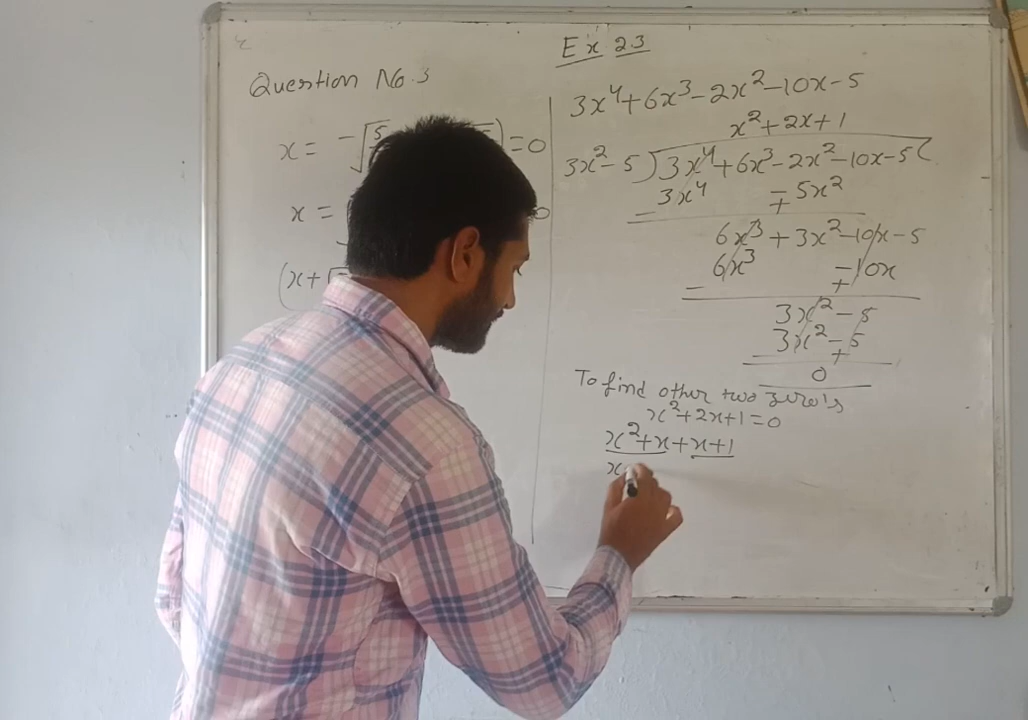 Ex 2.3
Question No. 3
x = -√5 = 0
x =
(x+√
3x⁴+6x³-2x²-10x-5
x²+2x+1
3x²-5)3x⁴+6x³-2x²-10x-5(
3x⁴ ∓5x²
6x³+3x²-10x-5
6x³ ∓10x
3x²-5
3x²-5
0
To find other two zeroes
x²+2x+1=0
x²+x+x+1
x